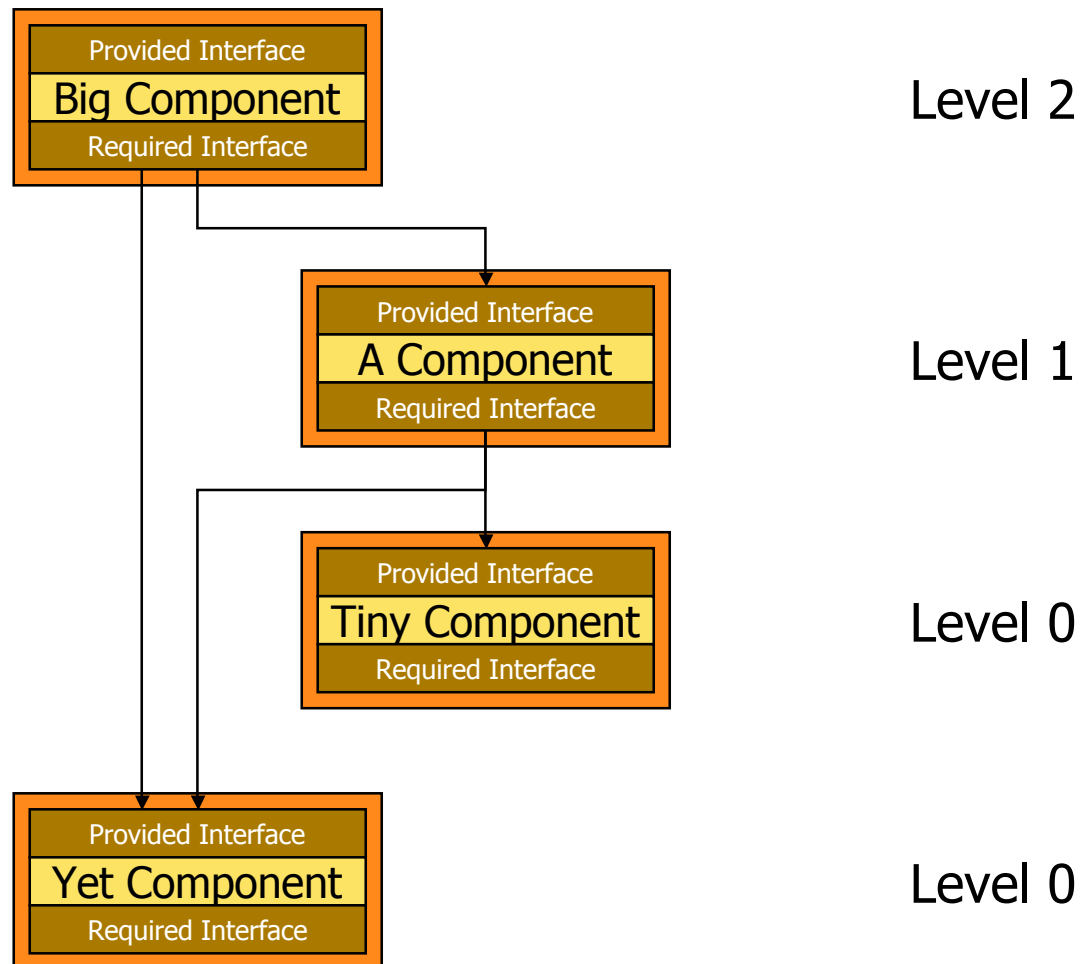 Provided Interface
Big Component
Required Interface
Level 2
Provided Interface
A Component
Required Interface
Level 1
Provided Interface
Tiny Component
Required Interface
Level 0
Provided Interface
Yet Component
Required Interface
Level 0